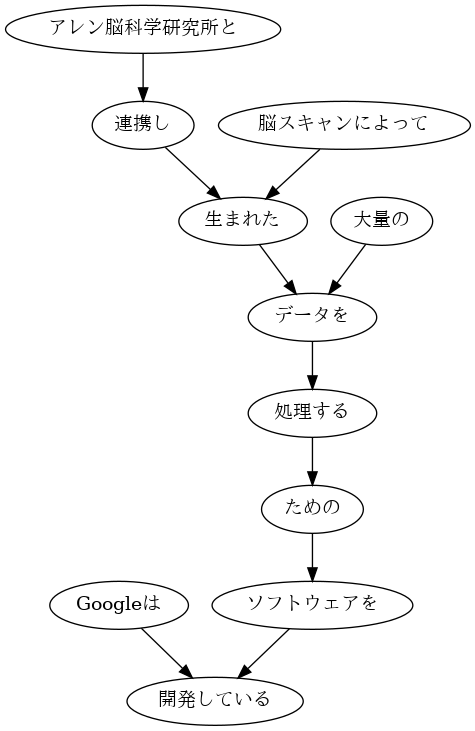 アレン脳科学研究所と
連携し
脳スキャンによって
生まれた
大量の
データを
処理する
ための
Googleは
ソフトウェアを
開発している